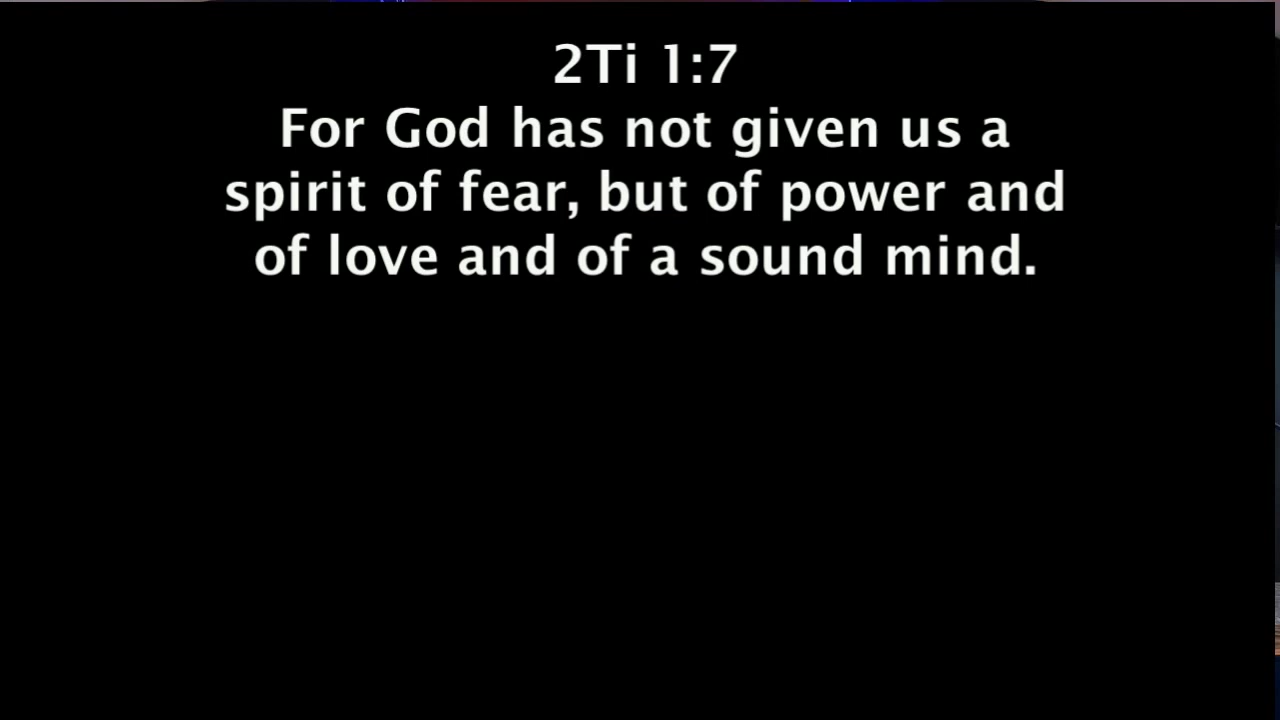 2Ti 1:7
For God has not given us a
spirit of fear, but of power and
of love and of a sound mind.